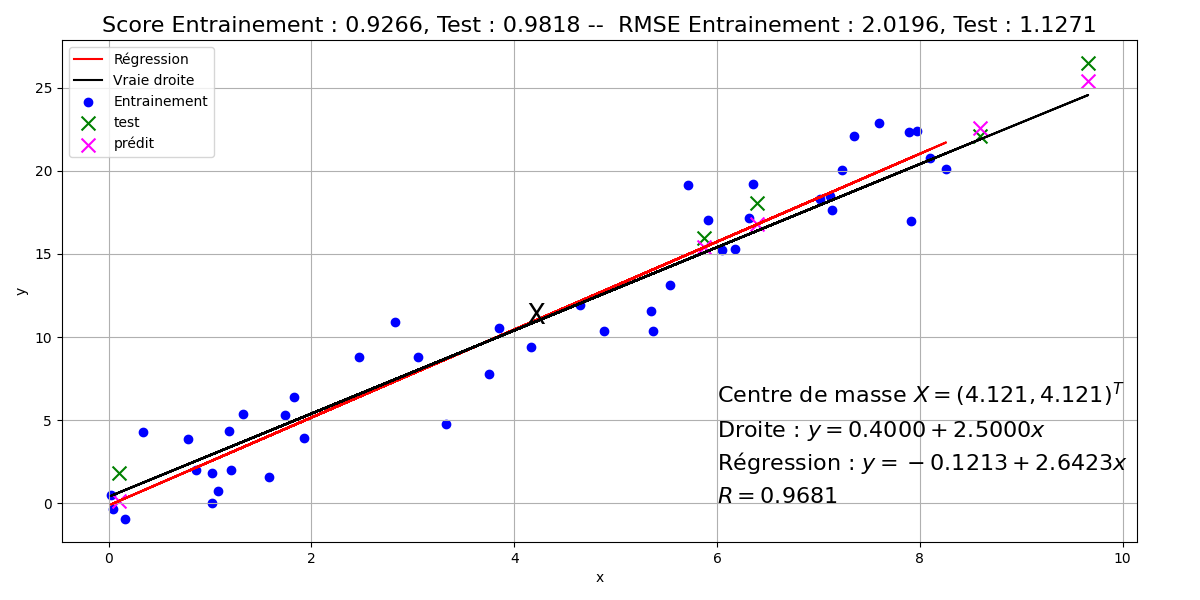 Score Entrainement : 0.9266, Test : 0.9818 --  RMSE Entrainement : 2.0196, Test : 1.1271
Régression
Vraie droite
Entrainement
test
prédit
25
20
15
10
5
0
y
X
Centre de masse X = (4.121, 4.121)^T
Droite : y = 0.4000 + 2.5000x
Régression : y = −0.1213 + 2.6423x
R = 0.9681
0 2 4 6 8 10
x